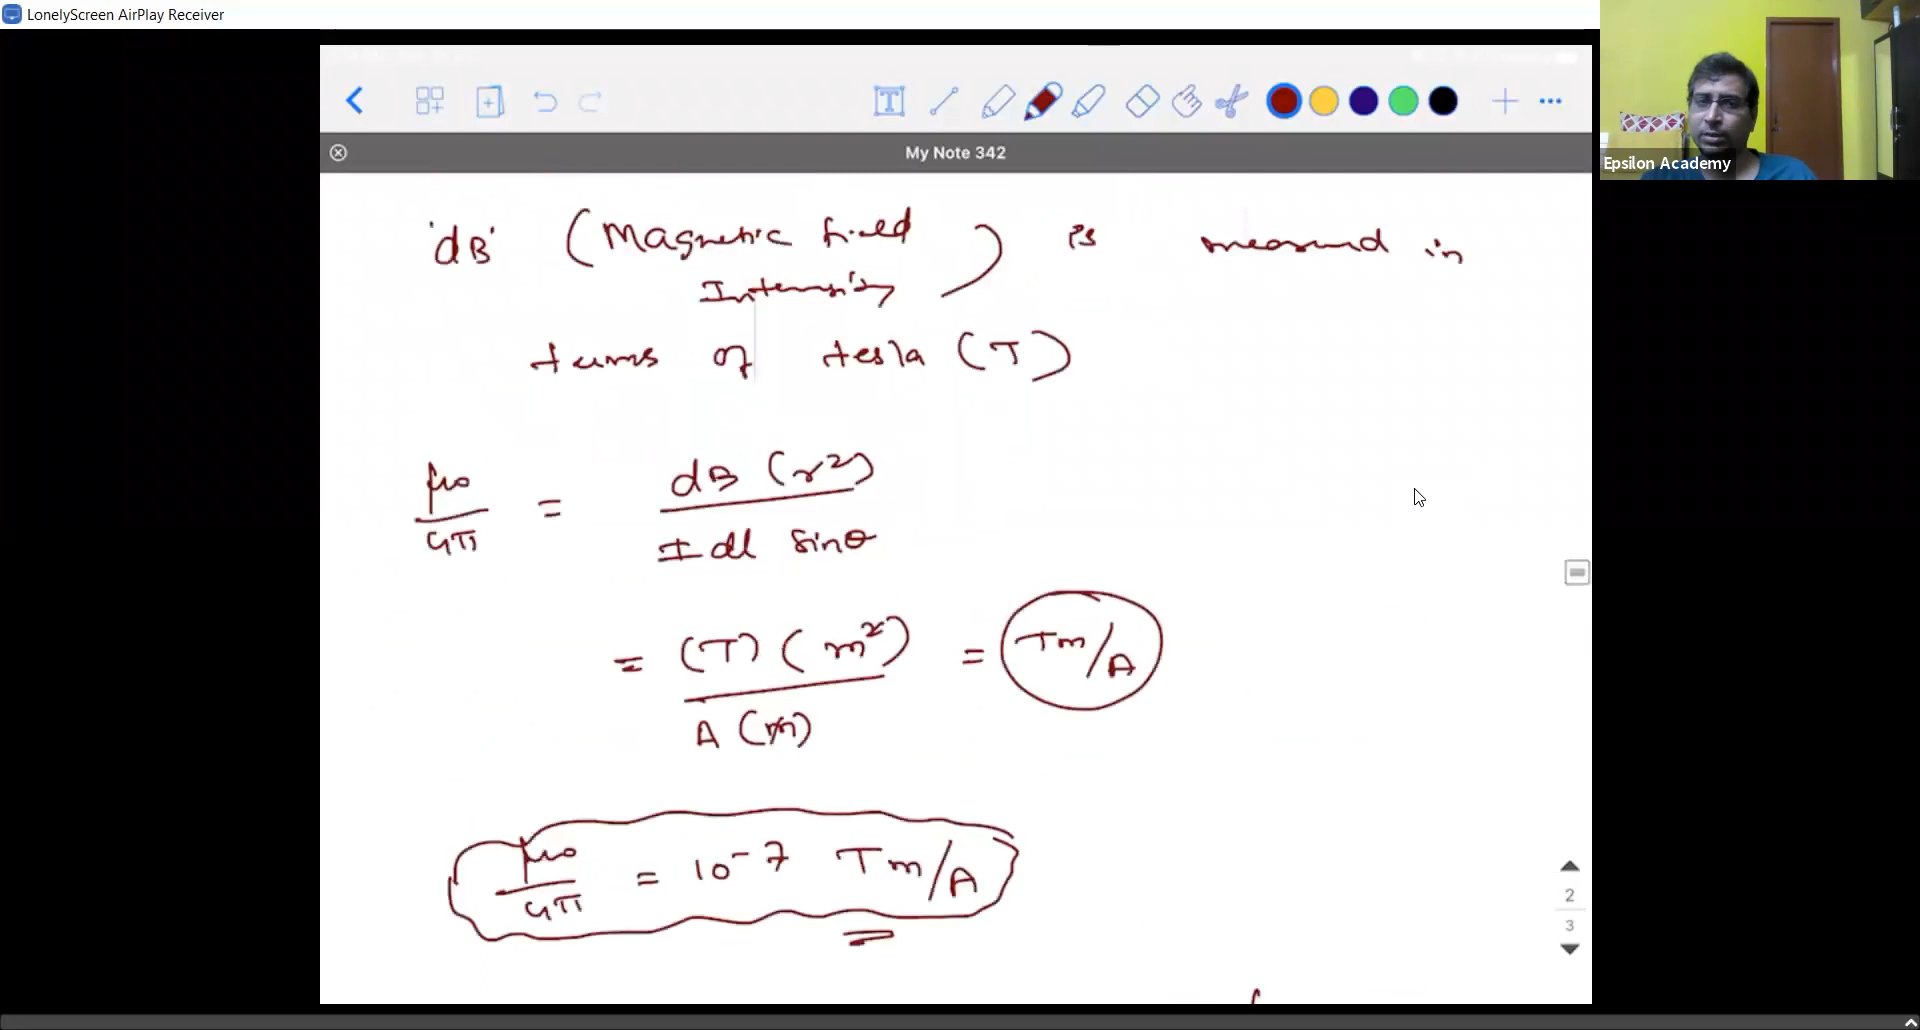 LonelyScreen AirPlay Receiver
My Note 342
Epsilon Academy
'dB' (Magnetic field Intensity) is measured in
terms of tesla (T)
μ₀/4π = dB (r²) / I dl sinθ
= (T) (m²) / A (m) = Tm/A
μ₀/4π = 10⁻⁷ Tm/A
2
3